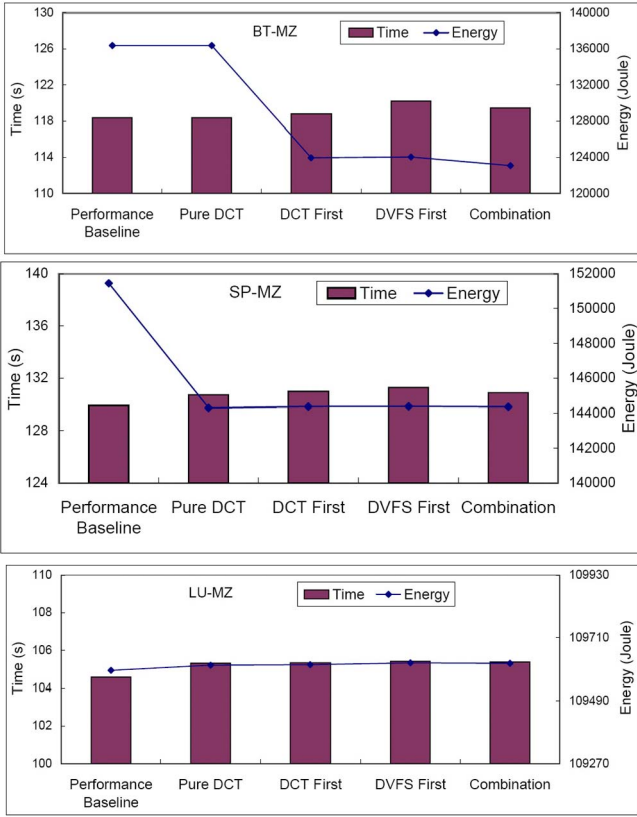 BT-MZ
Time Energy
130
126
122
118
114
110
Time (s)
140000
136000
132000
128000
124000
120000
Energy (Joule)
Performance Baseline
Pure DCT
DCT First
DVFS First
Combination
SP-MZ
Time Energy
140
136
132
128
124
Time (s)
152000
150000
148000
146000
144000
142000
140000
Energy (Joule)
Performance Baseline
Pure DCT
DCT First
DVFS First
Combination
LU-MZ
Time Energy
110
108
106
104
102
100
Time (s)
109930
109710
109490
109270
Energy (Joule)
Performance Baseline
Pure DCT
DCT First
DVFS First
Combination